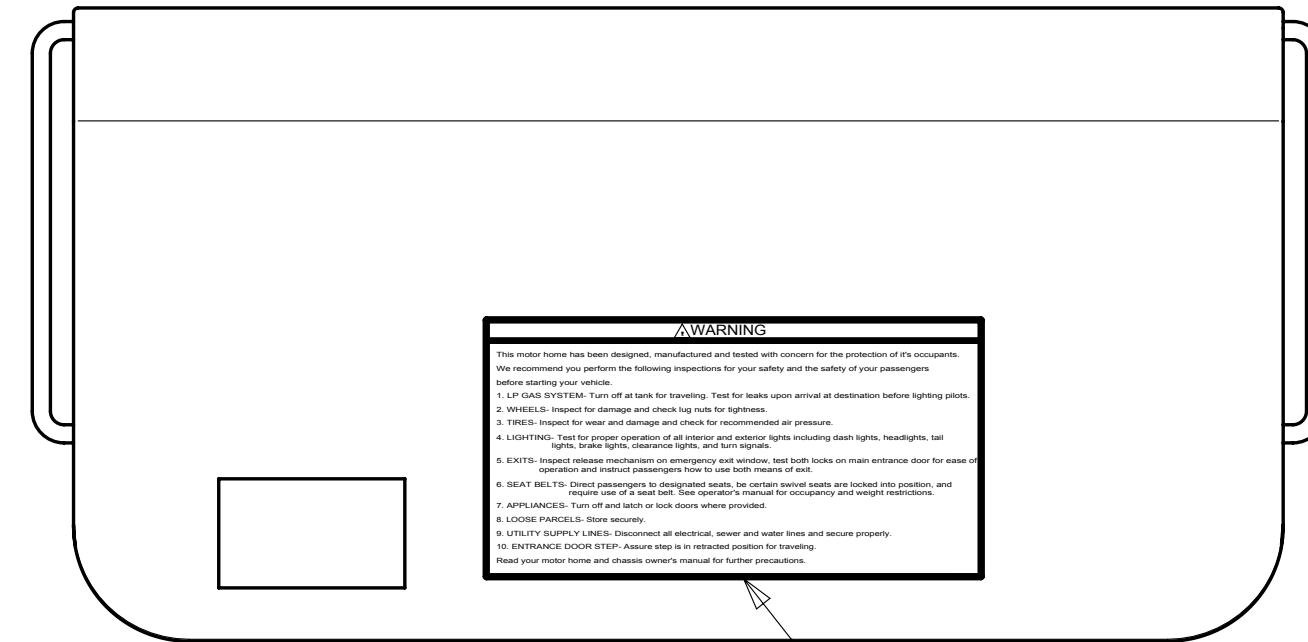 WARNING
This motor home has been designed, manufactured and tested with concern for the protection of it's occupants.
We recommend you perform the following inspections for your safety and the safety of your passengers
before starting your vehicle.
1. LP GAS SYSTEM- Turn off at tank for traveling. Test for leaks upon arrival at destination before lighting pilots.
2. WHEELS- Inspect for damage and check lug nuts for tightness.
3. TIRES- Inspect for wear and damage and check for recommended air pressure.
4. LIGHTING- Test for proper operation of all interior and exterior lights including dash lights, headlights, tail
lights, brake lights, clearance lights, and turn signals.
5. EXITS- Inspect release mechanism on emergency exit window, test both locks on main entrance door for ease of
operation and instruct passengers how to use both means of exit.
6. SEAT BELTS- Direct passengers to designated seats, be certain swivel seats are locked into position, and
require use of a seat belt. See operator's manual for occupancy and weight restrictions.
7. APPLIANCES- Turn off and latch or lock doors where provided.
8. LOOSE PARCELS- Store securely.
9. UTILITY SUPPLY LINES- Disconnect all electrical, sewer and water lines and secure properly.
10. ENTRANCE DOOR STEP- Assure step is in retracted position for traveling.
Read your motor home and chassis owner's manual for further precautions.